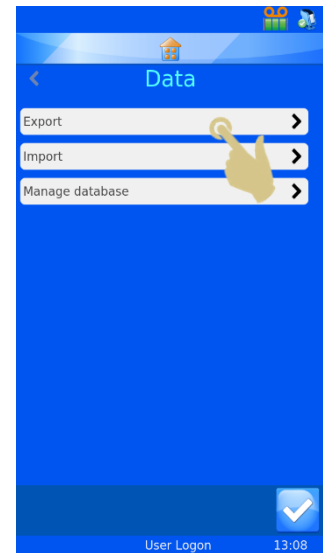 Data
Export
Import
Manage database
User Logon 13:08